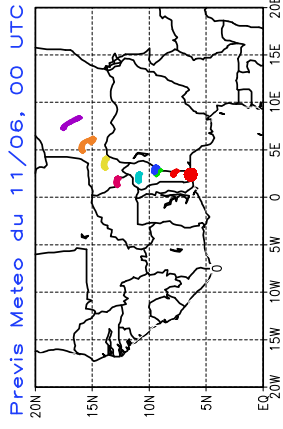 Previs Meteo du 11/06, 00 UTC
20E
15E
10E
5E
0
5W
10W
15W
20W
20N
15N
10N
5N
EQ
0